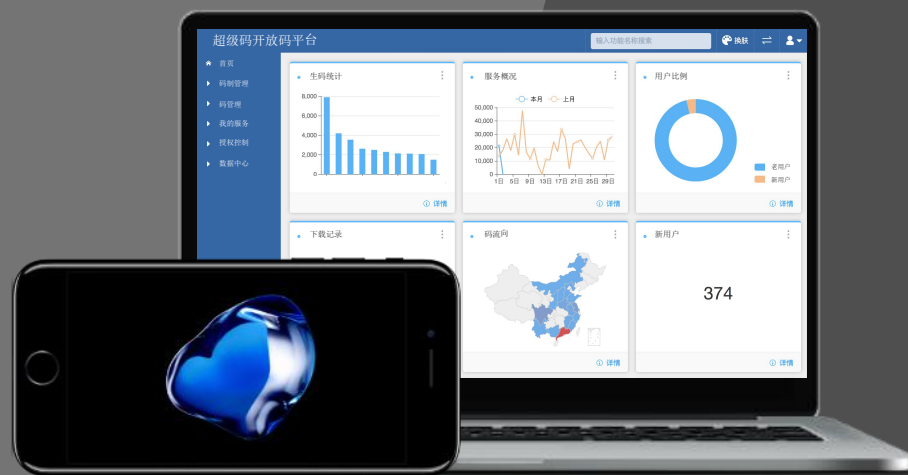 超级码开放码平台
输入功能名称搜索
换肤
首页
码制管理
码管理
我的服务
授权控制
数据中心
生码统计
8,000
6,000
4,000
2,000
0
详情
服务概况
本月 上月
50,000
40,000
30,000
20,000
10,000
0
1日 5日 9日 13日 17日 21日 25日 29日
详情
用户比例
老用户
新用户
详情
下载记录
码流向
详情
新用户
374
详情